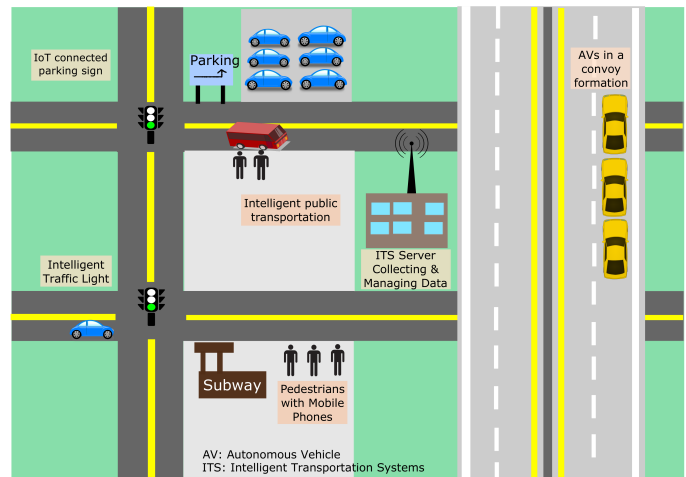 IoT connected
parking sign
Parking
AVs in a
convoy
formation
Intelligent public
transportation
ITS Server
Collecting &
Managing Data
Intelligent
Traffic Light
Subway
Pedestrians
with Mobile
Phones
AV: Autonomous Vehicle
ITS: Intelligent Transportation Systems